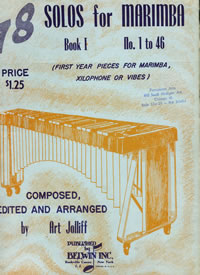 78 SOLOS for MARIMBA
Book I No. 1 to 46
(FIRST YEAR PIECES FOR MARIMBA,
XILOPHONE OR VIBES)
PRICE
$1.25
COMPOSED,
EDITED AND ARRANGED
by Art Jolliff
PUBLISHED
by
BELWIN INC.
Rockville Centre, New York